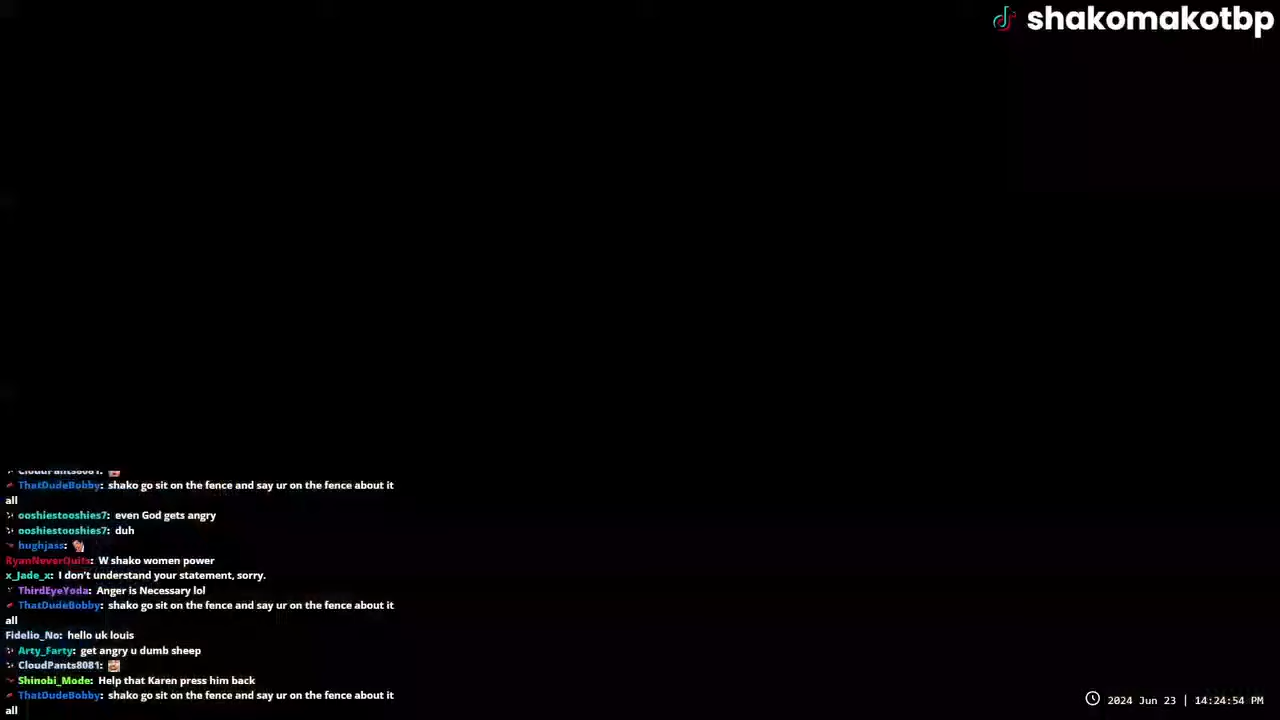 shakomakotbp
CloudPants8081:
ThatDudeBobby: shako go sit on the fence and say ur on the fence about it
all
ooshiestooshies7: even God gets angry
ooshiestooshies7: duh
hughjass:
RyanNeverQuits: W shako women power
x_Jade_x: I don't understand your statement, sorry.
ThirdEyeYoda: Anger is Necessary lol
ThatDudeBobby: shako go sit on the fence and say ur on the fence about it
all
Fidelio_No: hello uk louis
Arty_Farty: get angry u dumb sheep
CloudPants8081:
Shinobi_Mode: Help that Karen press him back
ThatDudeBobby: shako go sit on the fence and say ur on the fence about it
all
2024 Jun 23 | 14:24:54 PM